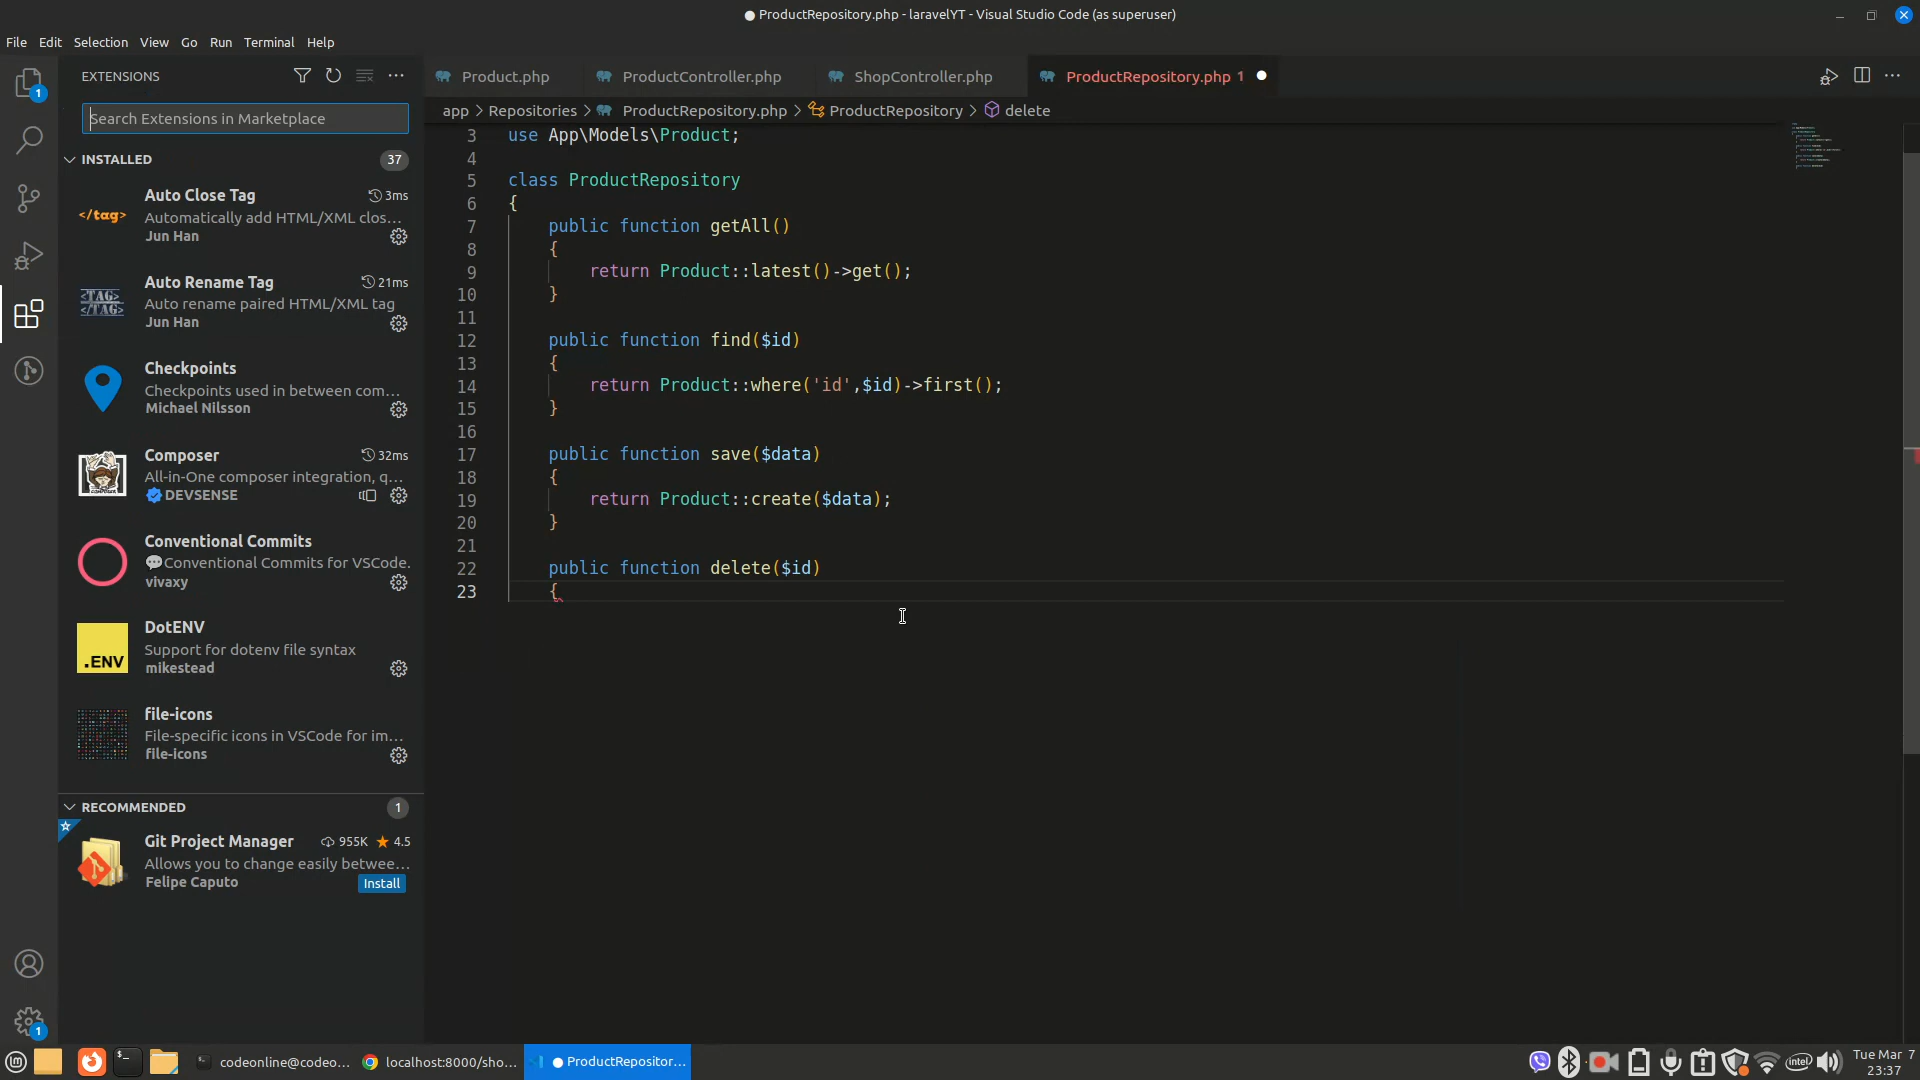 ProductRepository.php - laravelYT - Visual Studio Code (as superuser)
File Edit Selection View Go Run Terminal Help
EXTENSIONS
Product.php ProductController.php ShopController.php ProductRepository.php 1
Search Extensions in Marketplace
app > Repositories > ProductRepository.php > ProductRepository > delete
INSTALLED 37
Auto Close Tag 3ms
Automatically add HTML/XML clos...
Jun Han
Auto Rename Tag 21ms
Auto rename paired HTML/XML tag
Jun Han
Checkpoints
Checkpoints used in between com...
Michael Nilsson
Composer 32ms
All-in-One composer integration, q...
DEVSENSE
Conventional Commits
💬Conventional Commits for VSCode.
vivaxy
DotENV
Support for dotenv file syntax
mikestead
file-icons
File-specific icons in VSCode for im...
file-icons
RECOMMENDED 1
Git Project Manager 955K ★ 4.5
Allows you to change easily betwee...
Felipe Caputo Install
</tag>
<TAG>
</TAG>
.ENV
1
1
3 use App\Models\Product;
4
5 class ProductRepository
6 {
7     public function getAll()
8     {
9         return Product::latest()->get();
10     }
11
12     public function find($id)
13     {
14         return Product::where('id',$id)->first();
15     }
16
17     public function save($data)
18     {
19         return Product::create($data);
20     }
21
22     public function delete($id)
23     {
codeonline@codeo... localhost:8000/sho... ProductRepositor...
intel
Tue Mar 7
23:37